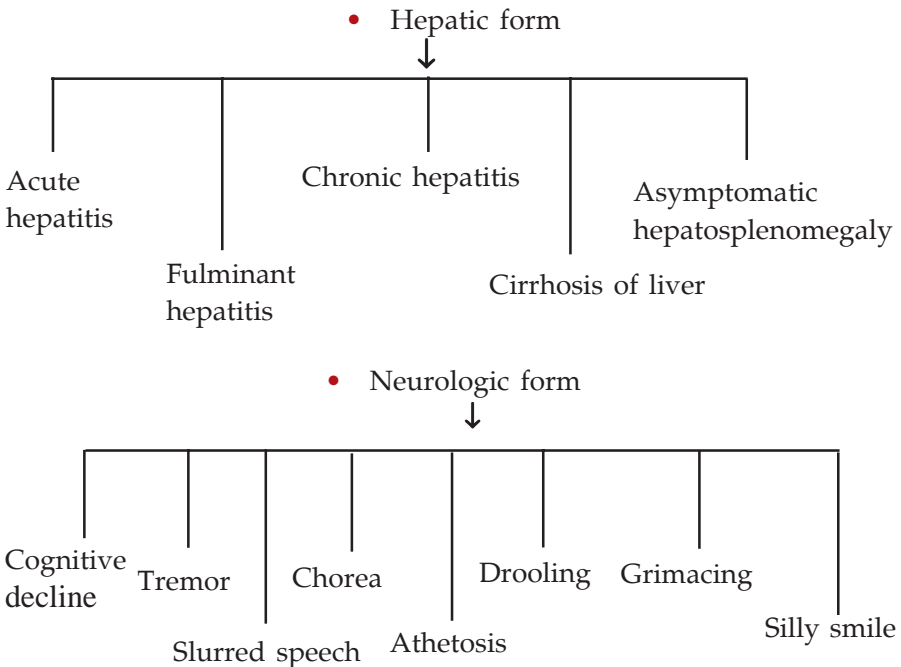 • Hepatic form
Acute
hepatitis
Fulminant
hepatitis
Chronic hepatitis
Cirrhosis of liver
Asymptomatic
hepatosplenomegaly
• Neurologic form
Cognitive
decline
Tremor
Slurred speech
Chorea
Athetosis
Drooling
Grimacing
Silly smile